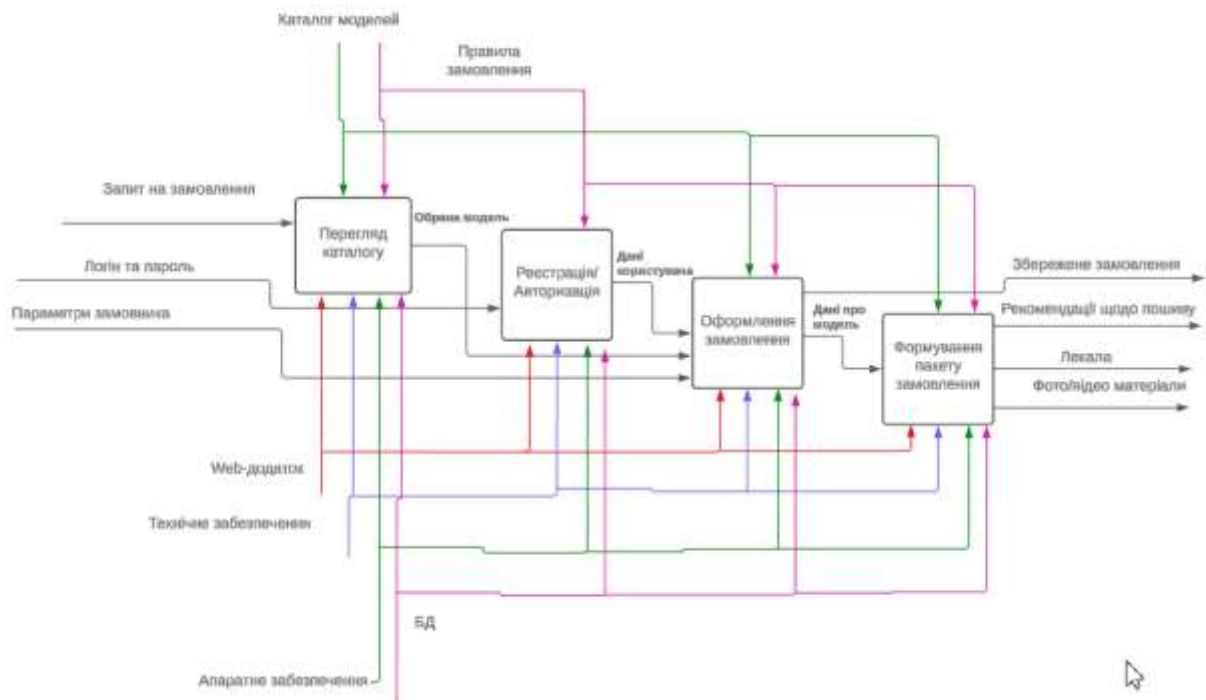 Каталог моделей
Правила
замовлення
Запит на замовлення
Перегляд
каталогу
Обрана модель
Логін та пароль
Реєстрація/
Авторизація
Дані
користувача
Параметри замовника
Оформлення
замовлення
Дані про
модель
Формування
пакету
замовлення
Збережене замовлення
Рекомендації щодо пошиву
Лекала
Фото/відео матеріали
Web-додаток
Технічне забезпечення
БД
Апаратне забезпечення